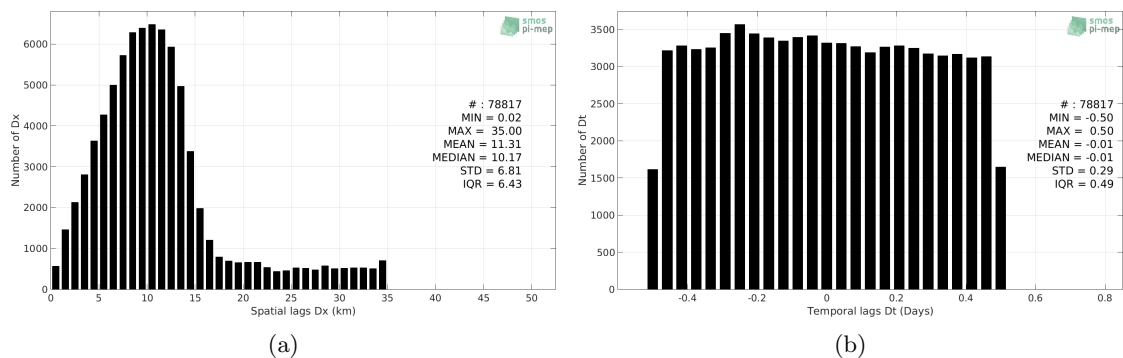 smos
pi-mep
6000
5000
4000
3000
2000
1000
0
Number of Dx
# : 78817
MIN = 0.02
MAX = 35.00
MEAN = 11.31
MEDIAN = 10.17
STD = 6.81
IQR = 6.43
0 5 10 15 20 25 30 35 40 45 50
Spatial lags Dx (km)
(a)
smos
pi-mep
3500
3000
2500
2000
1500
1000
500
0
Number of Dt
# : 78817
MIN = -0.50
MAX = 0.50
MEAN = -0.01
MEDIAN = -0.01
STD = 0.29
IQR = 0.49
-0.4 -0.2 0 0.2 0.4 0.6 0.8
Temporal lags Dt (Days)
(b)